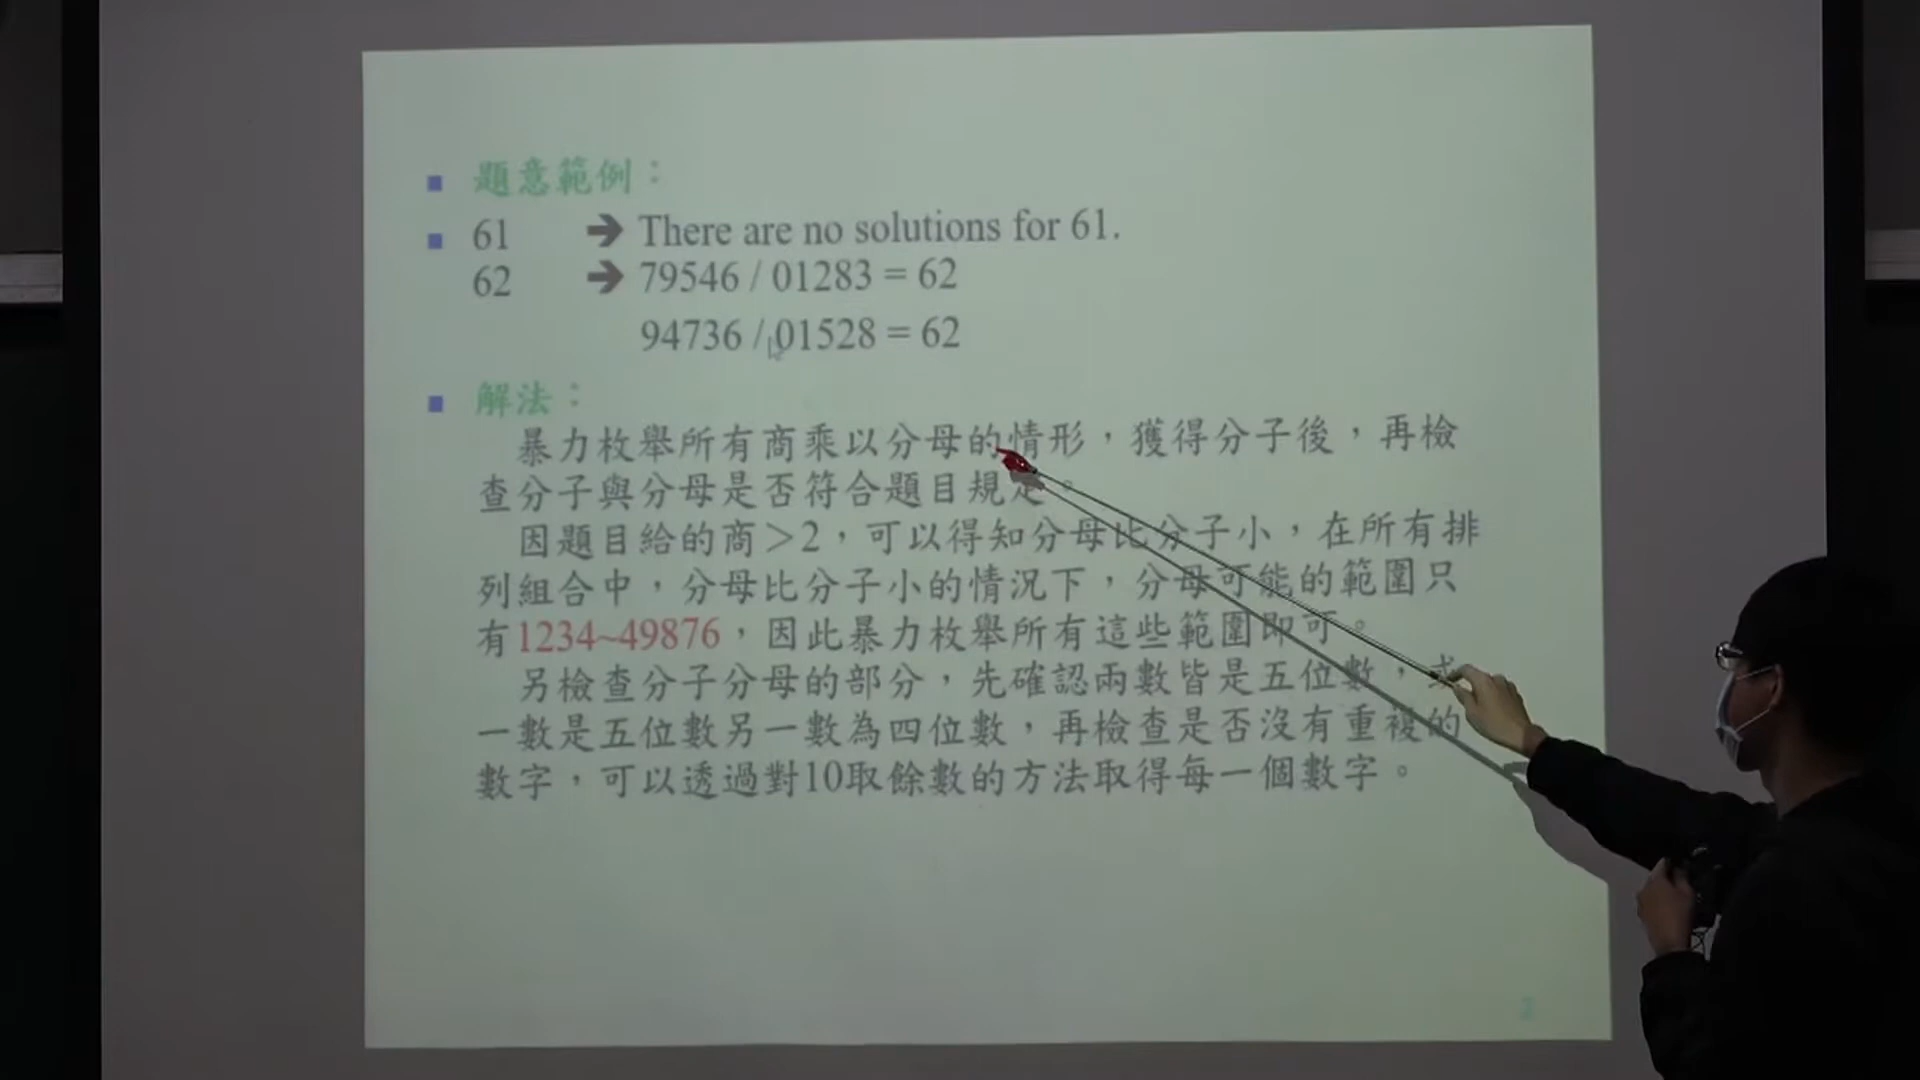 題意範例：
61 ➔ There are no solutions for 61.
62 ➔ 79546 / 01283 = 62
94736 / 01528 = 62
解法：
暴力枚舉所有商乘以分母的情形，獲得分子後，再檢
查分子與分母是否符合題目規定。
因題目給的商＞2，可以得知分母比分子小，在所有排
列組合中，分母比分子小的情況下，分母可能的範圍只
有1234~49876，因此暴力枚舉所有這些範圍即可。
另檢查分子分母的部分，先確認兩數皆是五位數，或
一數是五位數另一數為四位數，再檢查是否沒有重複的
數字，可以透過對10取餘數的方法取得每一個數字。
2